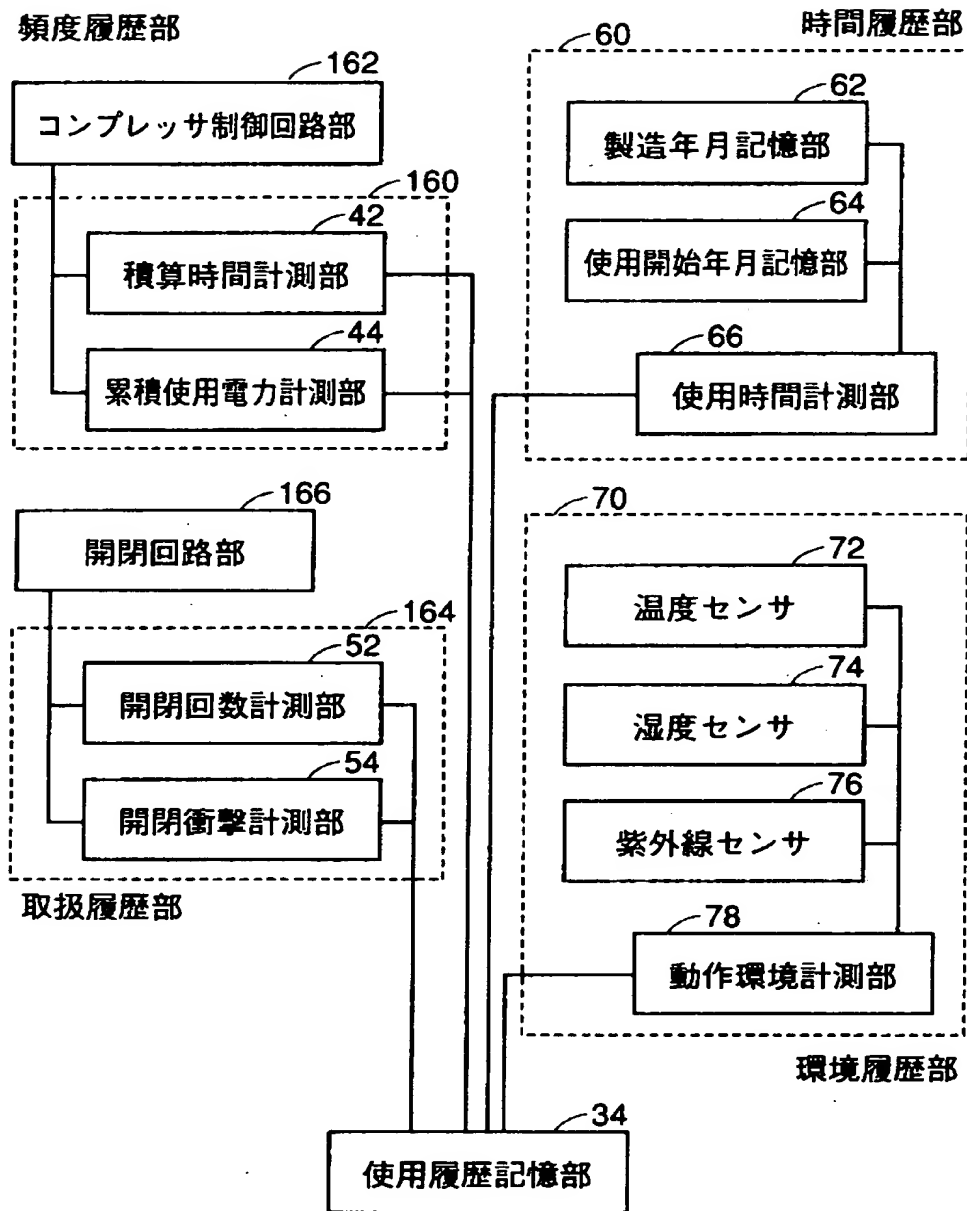 頻度履歴部
162
コンプレッサ制御回路部
160
42
積算時間計測部
44
累積使用電力計測部
166
開閉回路部
164
52
開閉回数計測部
54
開閉衝撃計測部
取扱履歴部
時間履歴部
60
62
製造年月記憶部
64
使用開始年月記憶部
66
使用時間計測部
70
72
温度センサ
74
湿度センサ
76
紫外線センサ
78
動作環境計測部
環境履歴部
34
使用履歴記憶部